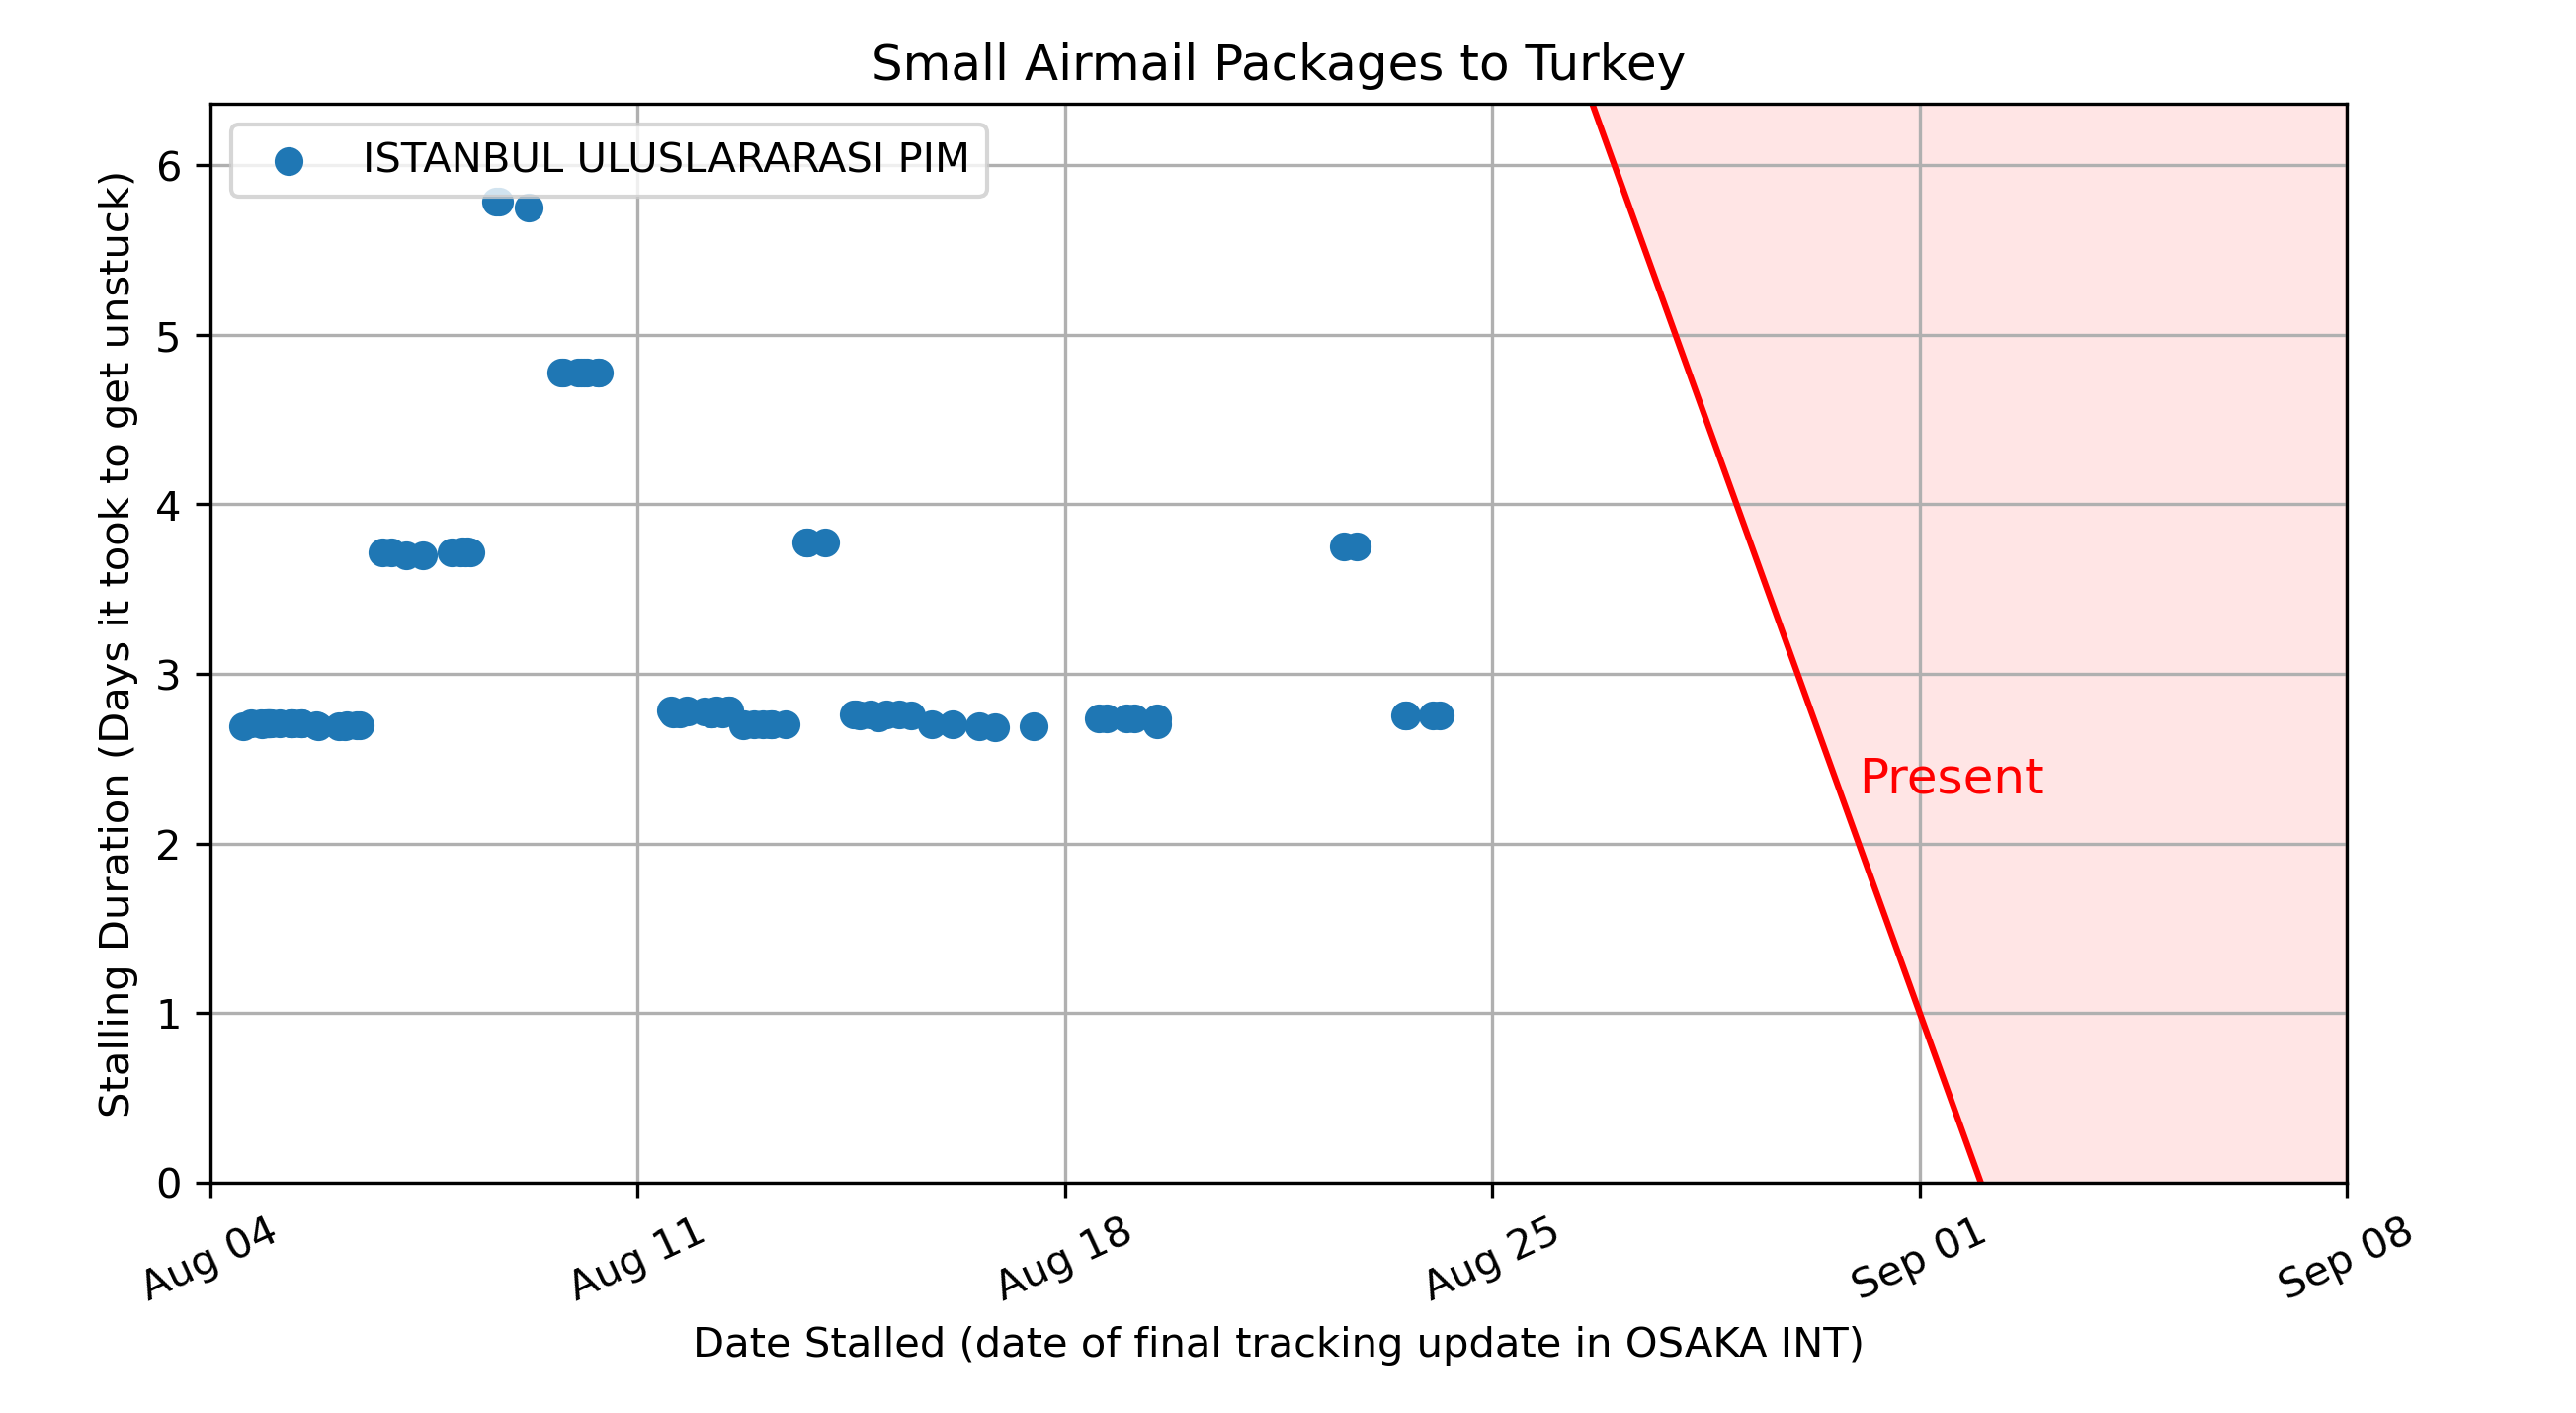 Small Airmail Packages to Turkey
ISTANBUL ULUSLARARASI PIM
Stalling Duration (Days it took to get unstuck)
6
5
4
3
2
1
0
Present
Aug 04
Aug 11
Aug 18
Aug 25
Sep 01
Sep 08
Date Stalled (date of final tracking update in OSAKA INT)